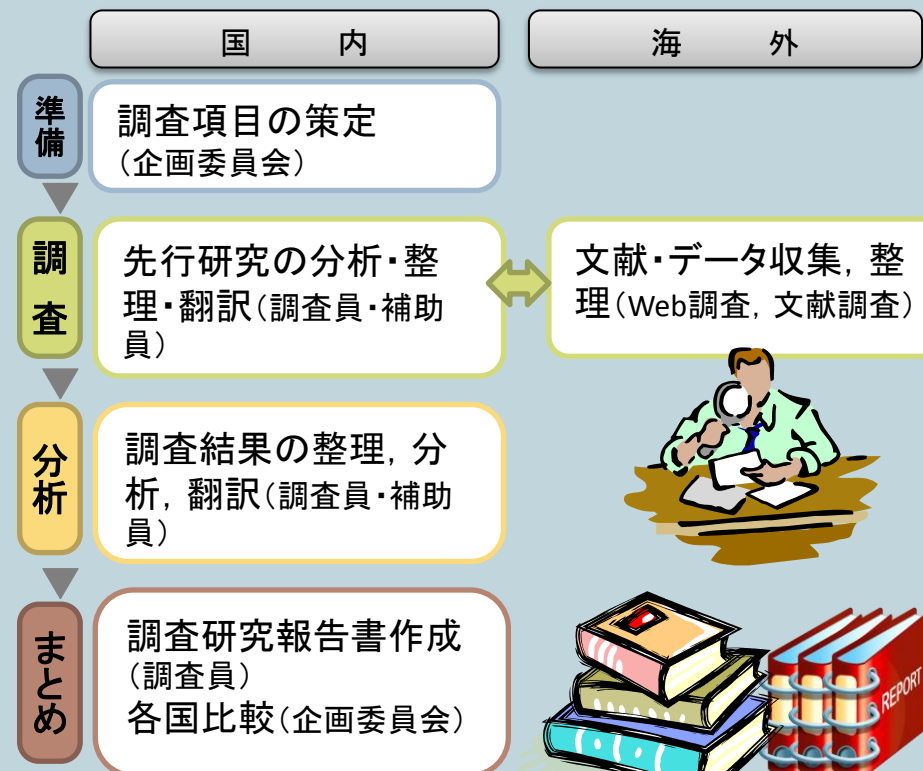 国　内
海　外
準備
調査項目の策定
(企画委員会)
調査
先行研究の分析・整
理・翻訳(調査員・補助
員)
文献・データ収集, 整
理(Web調査, 文献調査)
分析
調査結果の整理, 分
析, 翻訳(調査員・補助
員)
まとめ
調査研究報告書作成
(調査員)
各国比較(企画委員会)
REPORT